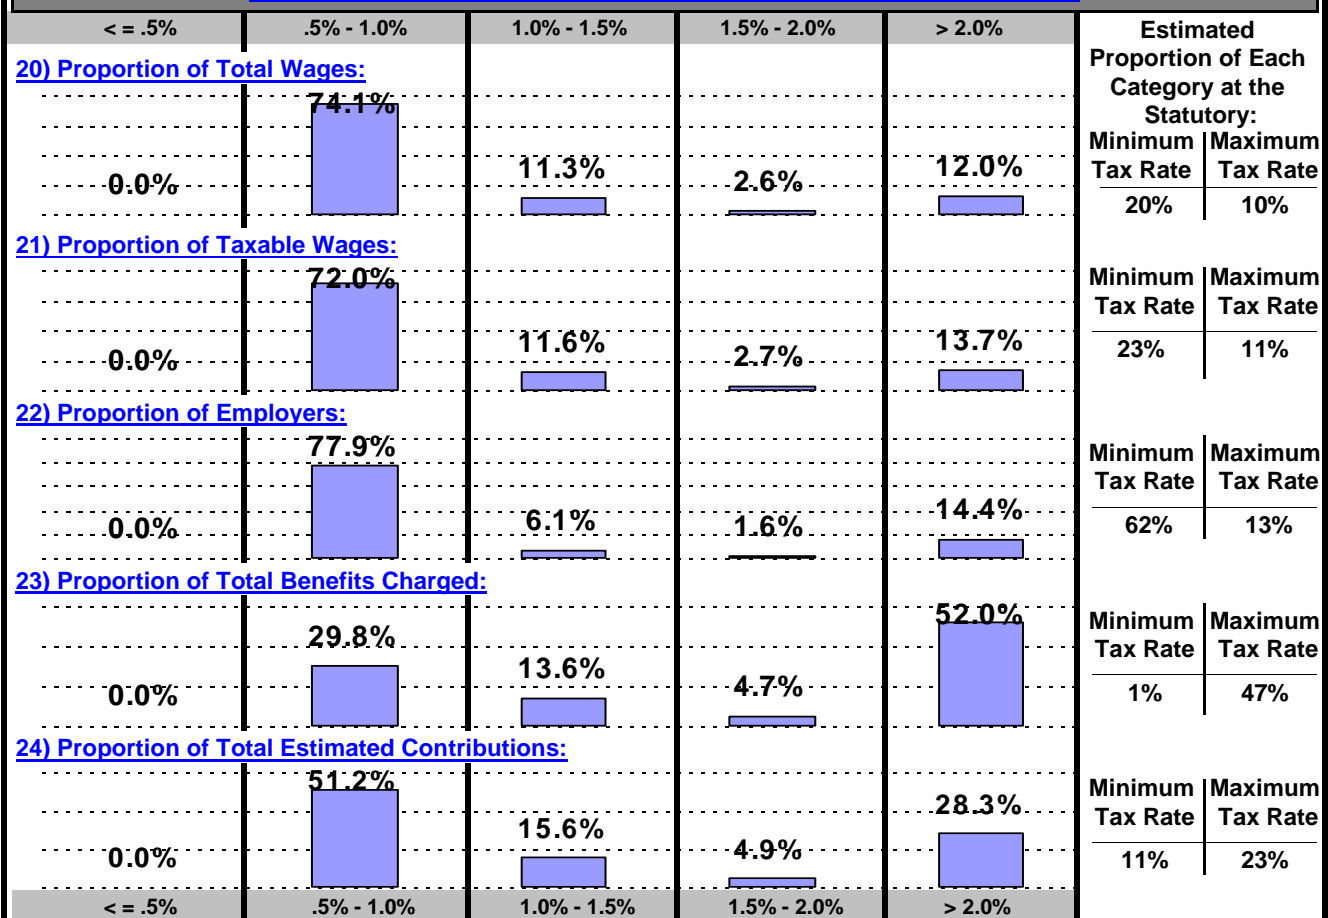 < = .5% .5% - 1.0% 1.0% - 1.5% 1.5% - 2.0% > 2.0%
Estimated
Proportion of Each
Category at the
Statutory:
20) Proportion of Total Wages:
0.0% 74.1% 11.3% 2.6% 12.0%
Minimum Maximum
Tax Rate Tax Rate
20% 10%
21) Proportion of Taxable Wages:
0.0% 72.0% 11.6% 2.7% 13.7%
Minimum Maximum
Tax Rate Tax Rate
23% 11%
22) Proportion of Employers:
0.0% 77.9% 6.1% 1.6% 14.4%
Minimum Maximum
Tax Rate Tax Rate
62% 13%
23) Proportion of Total Benefits Charged:
0.0% 29.8% 13.6% 4.7% 52.0%
Minimum Maximum
Tax Rate Tax Rate
1% 47%
24) Proportion of Total Estimated Contributions:
0.0% 51.2% 15.6% 4.9% 28.3%
Minimum Maximum
Tax Rate Tax Rate
11% 23%
< = .5% .5% - 1.0% 1.0% - 1.5% 1.5% - 2.0% > 2.0%